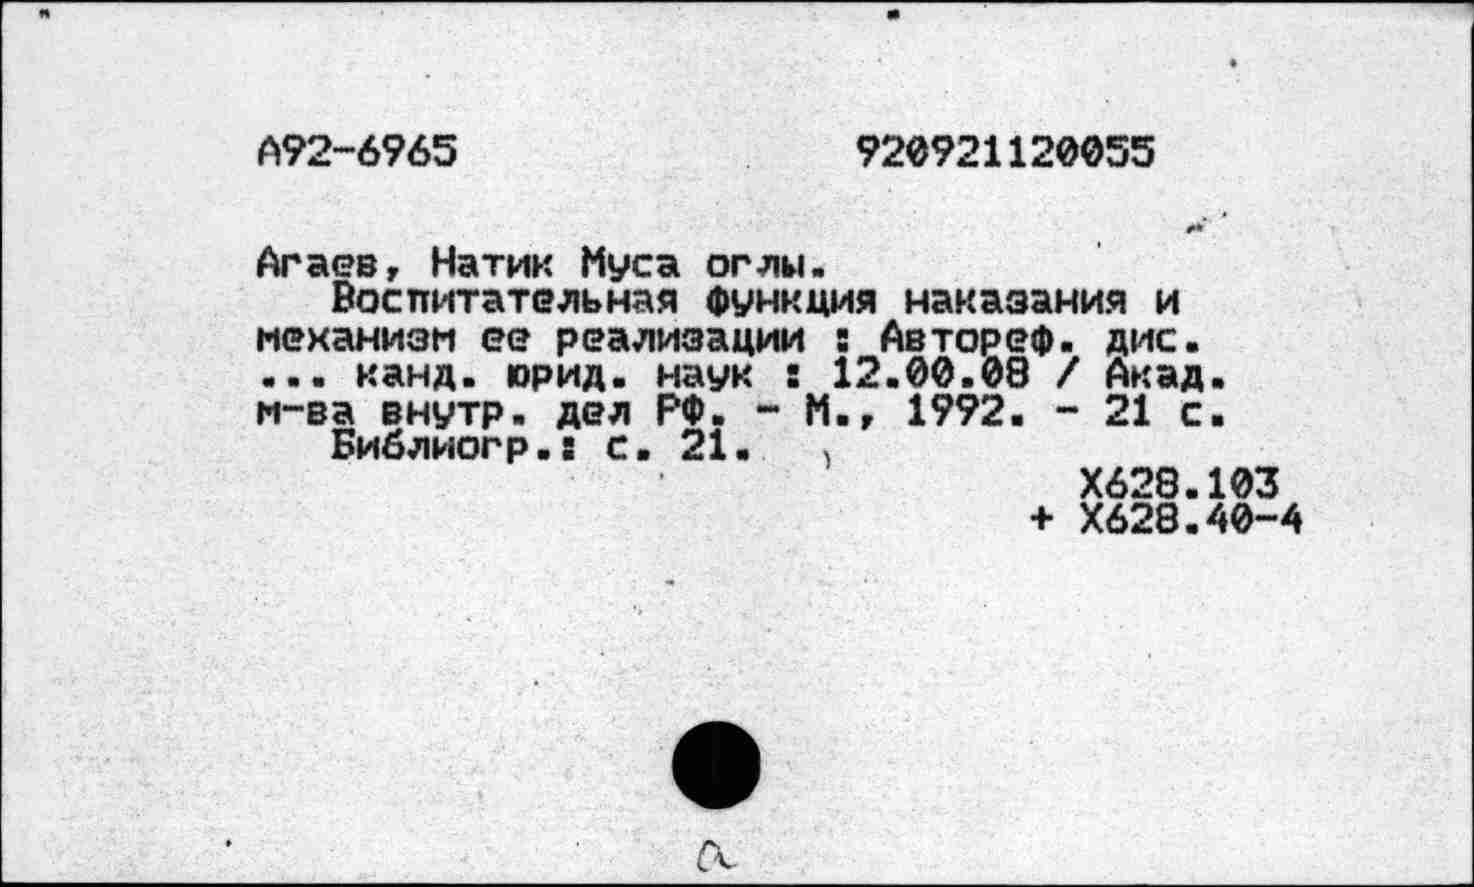 А92-6965 920921120055
Агаев, Натик Муса оглы.
Воспитательная функция наказания и
механизм ее реализации : Автореф. дис.
... канд. юрид. наук : 12.00.08 / Акад.
м-ва внутр. дел РФ. - М., 1992. - 21 с.
Библиогр.: с. 21.
Х628.103
+ Х628.40-4
а